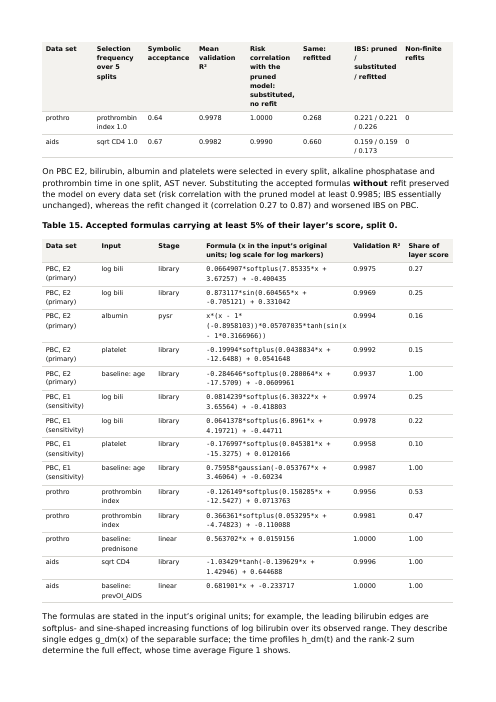 Data set Selection frequency over 5 splits Symbolic acceptance Mean validation R² Risk correlation with the pruned model: substituted, no refit Same: refitted IBS: pruned / substituted / refitted Non-finite refits
prothro prothrombin index 1.0 0.64 0.9978 1.0000 0.268 0.221 / 0.221 / 0.226 0
aids sqrt CD4 1.0 0.67 0.9982 0.9990 0.660 0.159 / 0.159 / 0.173 0
On PBC E2, bilirubin, albumin and platelets were selected in every split, alkaline phosphatase and
prothrombin time in one split, AST never. Substituting the accepted formulas without refit preserved
the model on every data set (risk correlation with the pruned model at least 0.9985; IBS essentially
unchanged), whereas the refit changed it (correlation 0.27 to 0.87) and worsened IBS on PBC.
Table 15. Accepted formulas carrying at least 5% of their layer’s score, split 0.
Data set Input Stage Formula (x in the input’s original units; log scale for log markers) Validation R² Share of layer score
PBC, E2 (primary) log bili library 0.0664907*softplus(7.85335*x + 3.67257) + -0.400435 0.9975 0.27
PBC, E2 (primary) log bili library 0.873117*sin(0.604565*x + -0.705121) + 0.331042 0.9969 0.25
PBC, E2 (primary) albumin pysr x*(x - 1*(-0.8958103))*0.05707035*tanh(sin(x - 1*0.3166966)) 0.9994 0.16
PBC, E2 (primary) platelet library -0.19994*softplus(0.0438834*x + -12.6488) + 0.0541648 0.9992 0.15
PBC, E2 (primary) baseline: age library -0.284646*softplus(0.280064*x + -17.5709) + -0.0609961 0.9937 1.00
PBC, E1 (sensitivity) log bili library 0.0814239*softplus(6.30322*x + 3.65564) + -0.418803 0.9974 0.25
PBC, E1 (sensitivity) log bili library 0.0641378*softplus(6.8961*x + 4.19721) + -0.44711 0.9978 0.22
PBC, E1 (sensitivity) platelet library -0.176997*softplus(0.045381*x + -15.3275) + 0.0120166 0.9958 0.10
PBC, E1 (sensitivity) baseline: age library 0.75958*gaussian(-0.053767*x + 3.46064) + -0.60234 0.9987 1.00
prothro prothrombin index library -0.126149*softplus(0.150285*x + -12.5427) + 0.0713763 0.9956 0.53
prothro prothrombin index library 0.366361*softplus(0.053295*x + -4.74823) + -0.110088 0.9981 0.47
prothro baseline: prednisone linear 0.563702*x + 0.0159156 1.0000 1.00
aids sqrt CD4 library -1.03429*tanh(-0.139629*x + 1.42946) + 0.644688 0.9996 1.00
aids baseline: prevOI_AIDS linear 0.681901*x + -0.233717 1.0000 1.00
The formulas are stated in the input’s original units; for example, the leading bilirubin edges are
softplus- and sine-shaped increasing functions of log bilirubin over its observed range. They describe
single edges g_dm(x) of the separable surface; the time profiles h_dm(t) and the rank-2 sum
determine the full effect, whose time average Figure 1 shows.